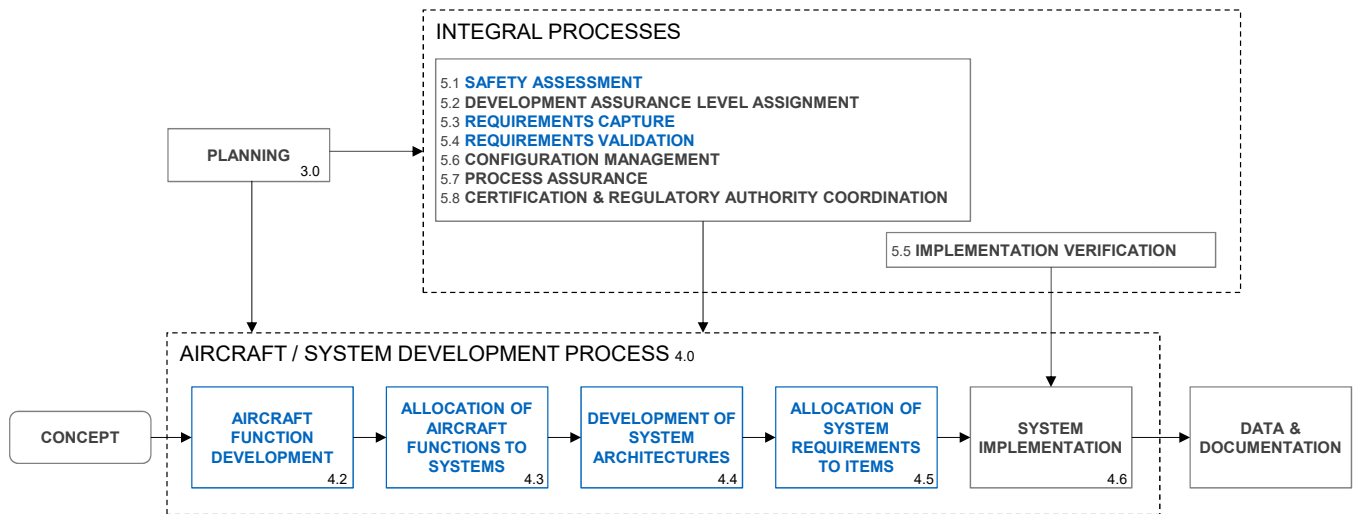 INTEGRAL PROCESSES
5.1 SAFETY ASSESSMENT
5.2 DEVELOPMENT ASSURANCE LEVEL ASSIGNMENT
5.3 REQUIREMENTS CAPTURE
5.4 REQUIREMENTS VALIDATION
5.6 CONFIGURATION MANAGEMENT
5.7 PROCESS ASSURANCE
5.8 CERTIFICATION & REGULATORY AUTHORITY COORDINATION
PLANNING
3.0
5.5 IMPLEMENTATION VERIFICATION
AIRCRAFT / SYSTEM DEVELOPMENT PROCESS 4.0
CONCEPT
AIRCRAFT
FUNCTION
DEVELOPMENT
4.2
ALLOCATION OF
AIRCRAFT
FUNCTIONS TO
SYSTEMS
4.3
DEVELOPMENT OF
SYSTEM
ARCHITECTURES
4.4
ALLOCATION OF
SYSTEM
REQUIREMENTS
TO ITEMS
4.5
SYSTEM
IMPLEMENTATION
4.6
DATA &
DOCUMENTATION